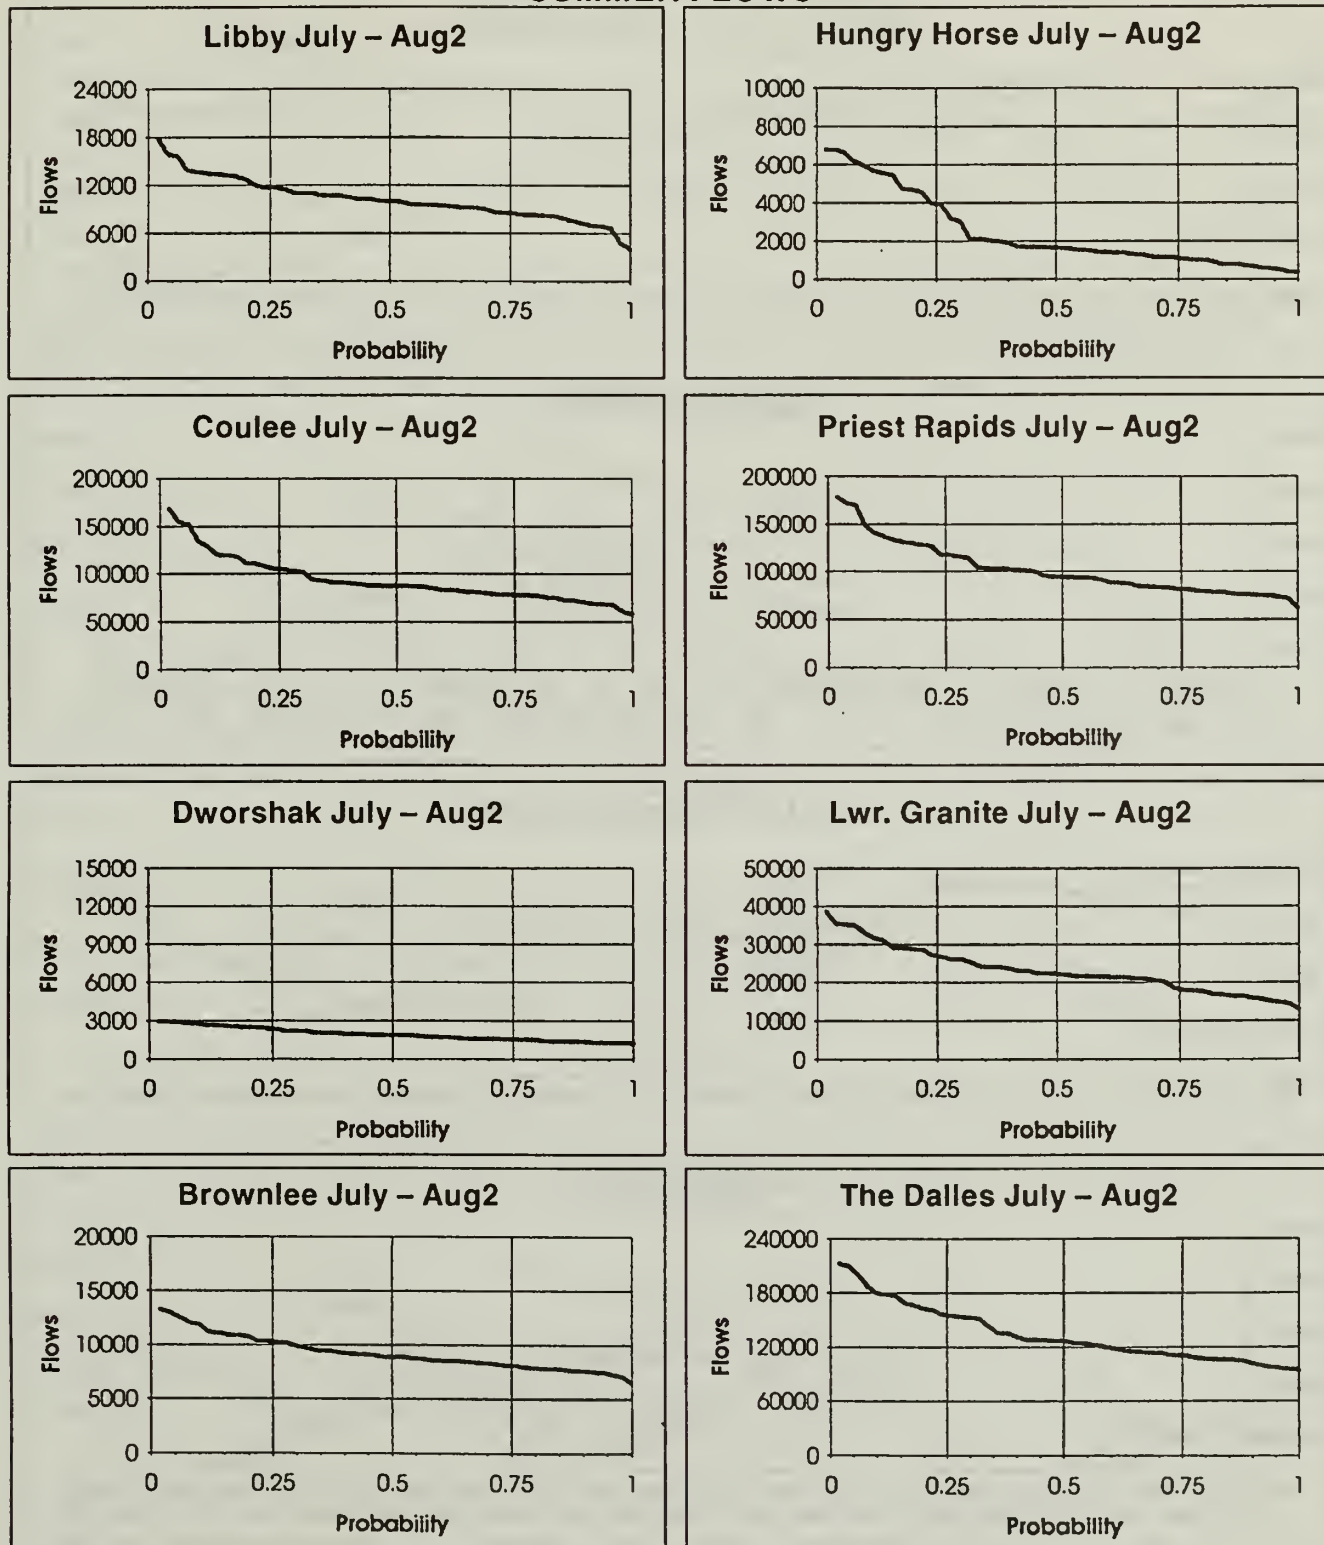 Libby July – Aug2
24000
18000
12000
6000
0
Flows
0 0.25 0.5 0.75 1
Probability
Hungry Horse July – Aug2
10000
8000
6000
4000
2000
0
Flows
0 0.25 0.5 0.75 1
Probability
Coulee July – Aug2
200000
150000
100000
50000
0
Flows
0 0.25 0.5 0.75 1
Probability
Priest Rapids July – Aug2
200000
150000
100000
50000
0
Flows
0 0.25 0.5 0.75 1
Probability
Dworshak July – Aug2
15000
12000
9000
6000
3000
0
Flows
0 0.25 0.5 0.75 1
Probability
Lwr. Granite July – Aug2
50000
40000
30000
20000
10000
0
Flows
0 0.25 0.5 0.75 1
Probability
Brownlee July – Aug2
20000
15000
10000
5000
0
Flows
0 0.25 0.5 0.75 1
Probability
The Dalles July – Aug2
240000
180000
120000
60000
0
Flows
0 0.25 0.5 0.75 1
Probability